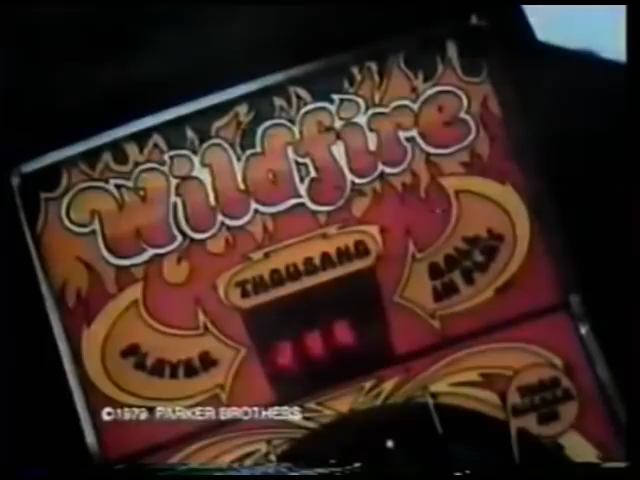 Wildfire
THOUSAND
BALL
IN PLAY
PLAYER
©1979 PARKER BROTHERS